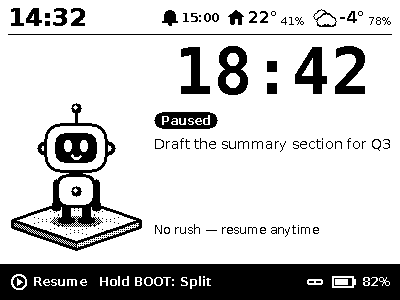 14:32 15:00 22° 41% -4° 78%
18:42
Paused
Draft the summary section for Q3
No rush — resume anytime
Resume Hold BOOT: Split 82%